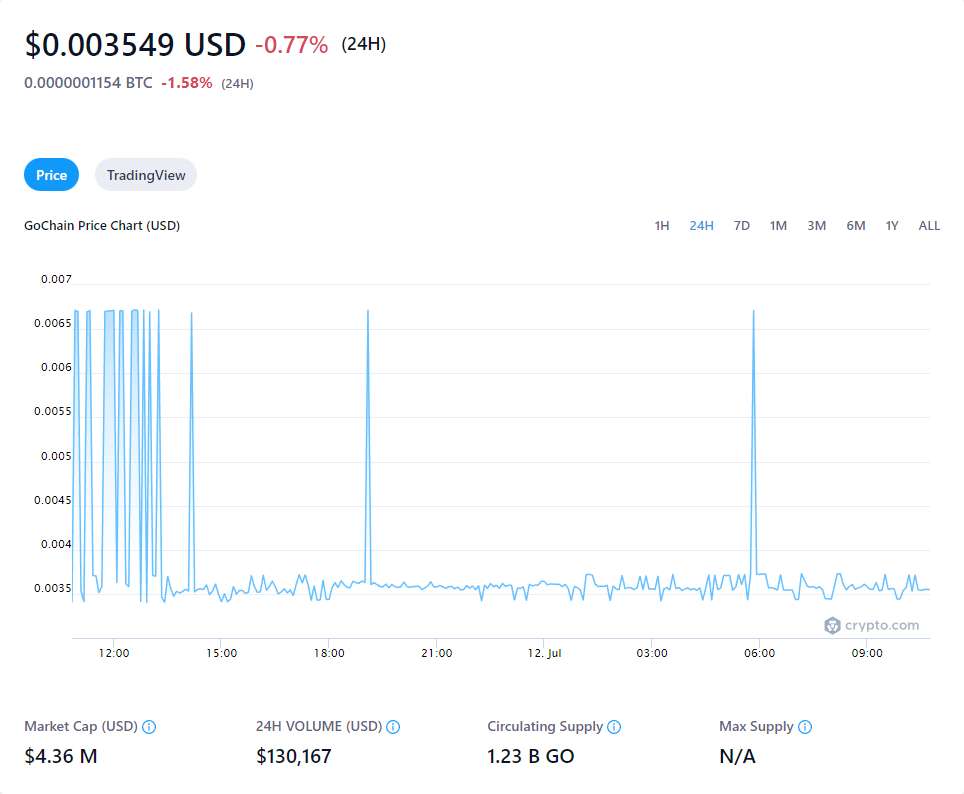 $0.003549 USD -0.77% (24H)
0.0000001154 BTC -1.58% (24H)
Price TradingView
GoChain Price Chart (USD) 1H 24H 7D 1M 3M 6M 1Y ALL
0.007
0.0065
0.006
0.0055
0.005
0.0045
0.004
0.0035
crypto.com
12:00 15:00 18:00 21:00 12. Jul 03:00 06:00 09:00
Market Cap (USD) 24H VOLUME (USD) Circulating Supply Max Supply
$4.36 M $130,167 1.23 B GO N/A